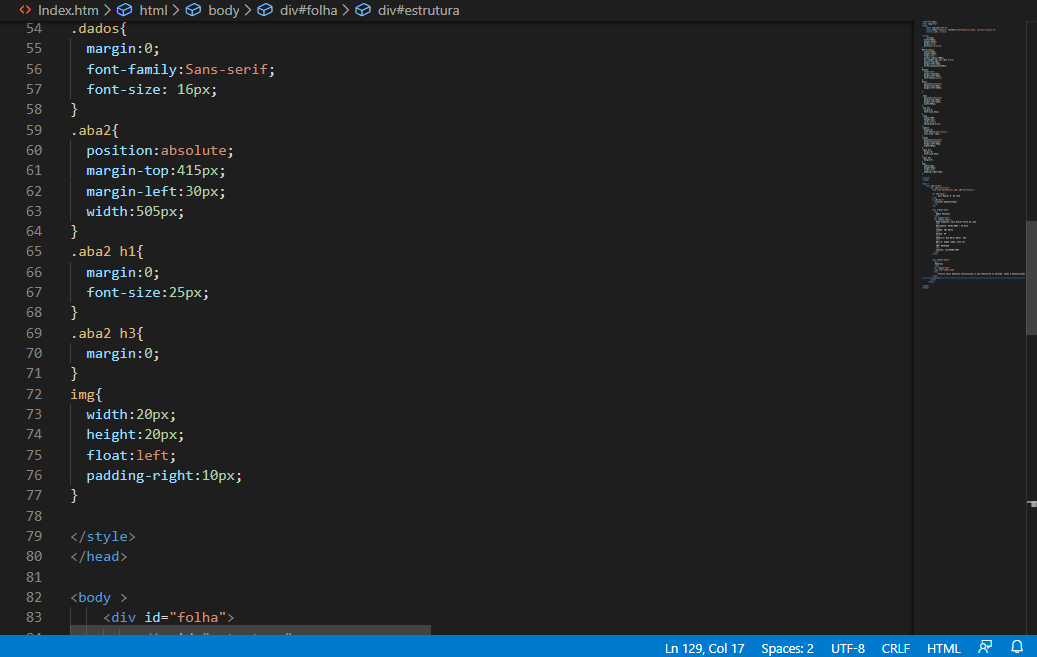 Index.htm > html > body > div#folha > div#estrutura
54 .dados{
55 margin:0;
56 font-family:Sans-serif;
57 font-size: 16px;
58 }
59 .aba2{
60 position:absolute;
61 margin-top:415px;
62 margin-left:30px;
63 width:505px;
64 }
65 .aba2 h1{
66 margin:0;
67 font-size:25px;
68 }
69 .aba2 h3{
70 margin:0;
71 }
72 img{
73 width:20px;
74 height:20px;
75 float:left;
76 padding-right:10px;
77 }
78
79 </style>
80 </head>
81
82 <body >
83 <div id="folha">
Ln 129, Col 17 Spaces: 2 UTF-8 CRLF HTML